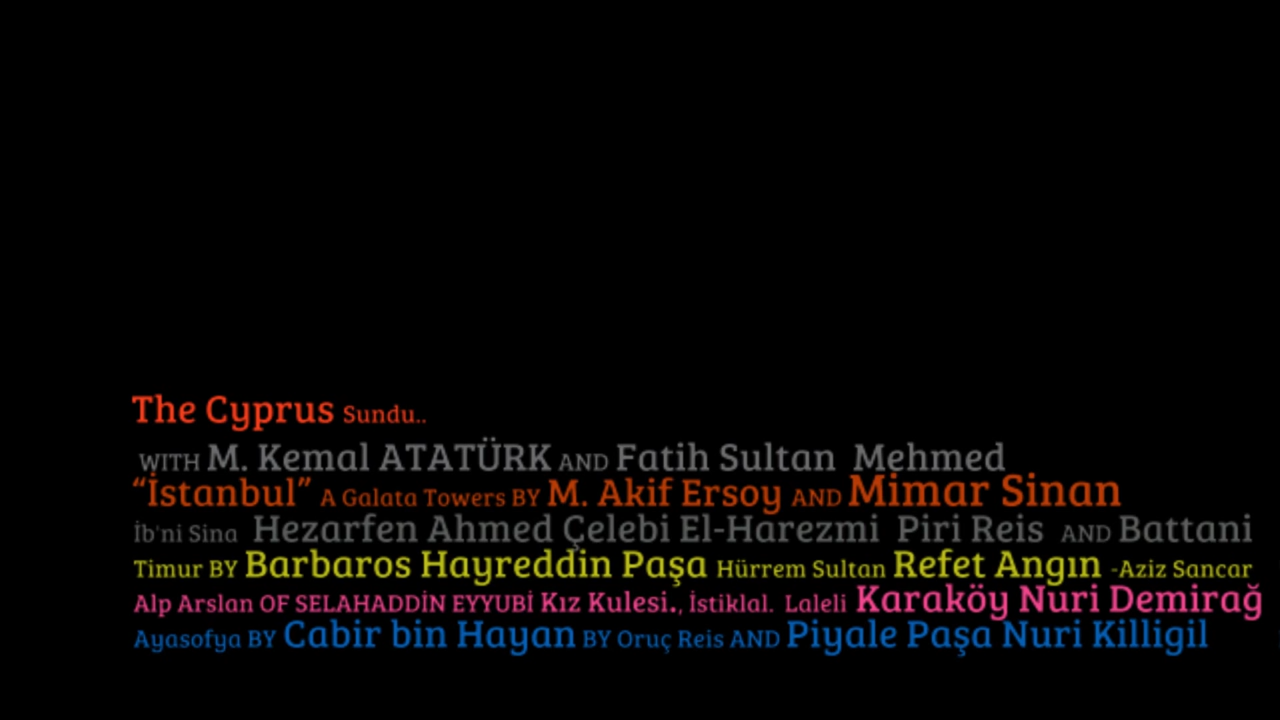 The Cyprus Sundu..
WITH M. Kemal ATATÜRK AND Fatih Sultan Mehmed
“İstanbul” A Galata Towers BY M. Akif Ersoy AND Mimar Sinan
İb'ni Sina Hezarfen Ahmed Çelebi El-Harezmi Piri Reis AND Battani
Timur BY Barbaros Hayreddin Paşa Hürrem Sultan Refet Angın -Aziz Sancar
Alp Arslan OF SELAHADDİN EYYUBİ Kız Kulesi., İstiklal. Laleli Karaköy Nuri Demirağ
Ayasofya BY Cabir bin Hayan BY Oruç Reis AND Piyale Paşa Nuri Killigil